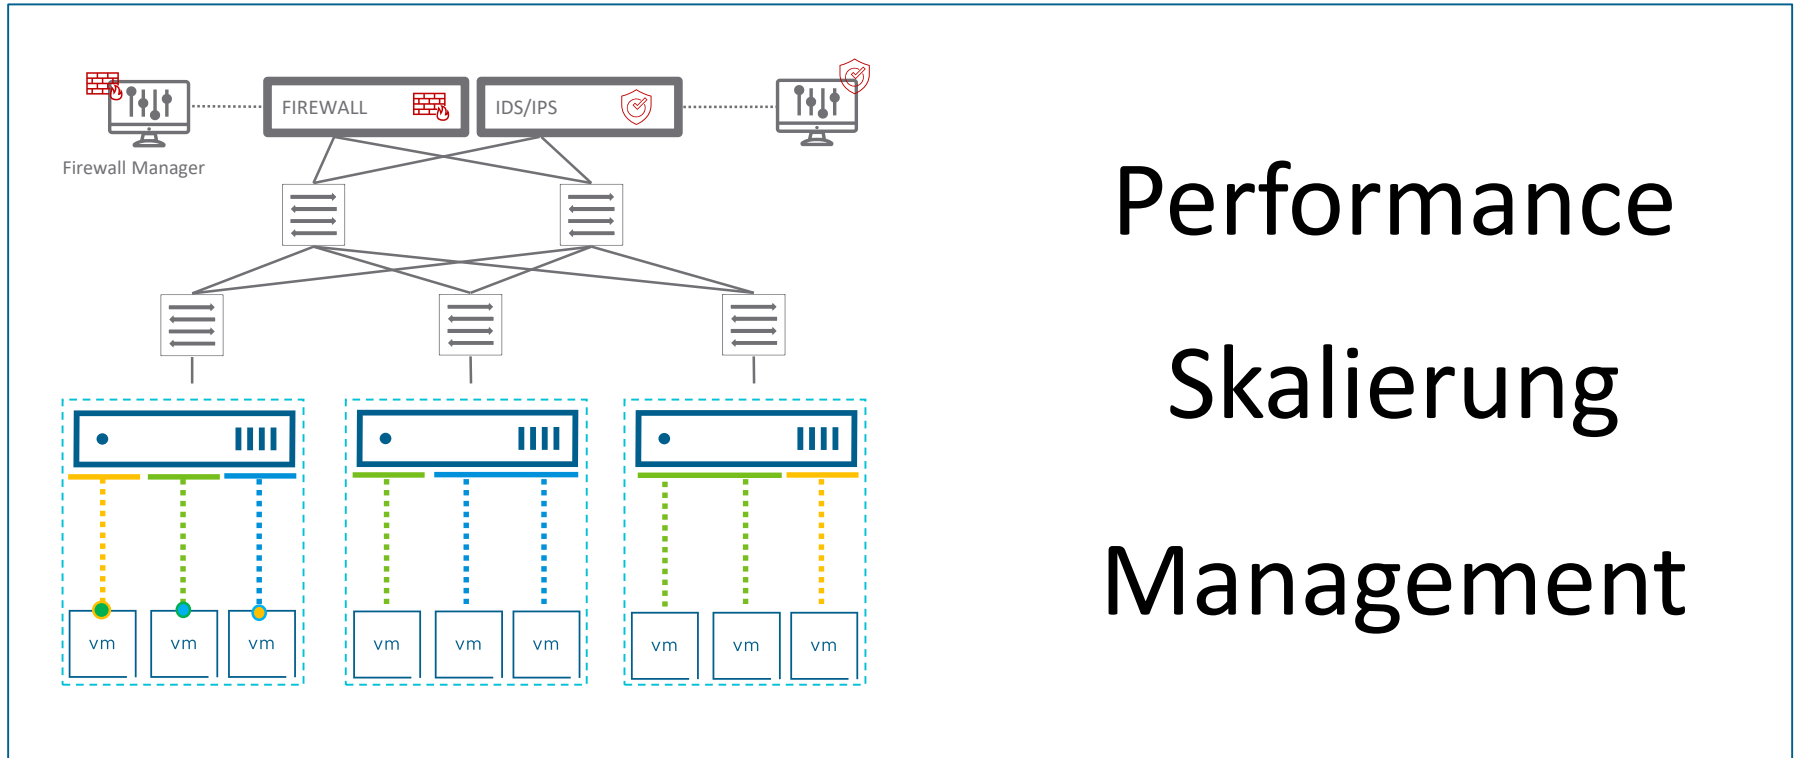 FIREWALL
IDS/IPS
Firewall Manager
vm
vm
vm
vm
vm
vm
vm
vm
vm
Performance
Skalierung
Management